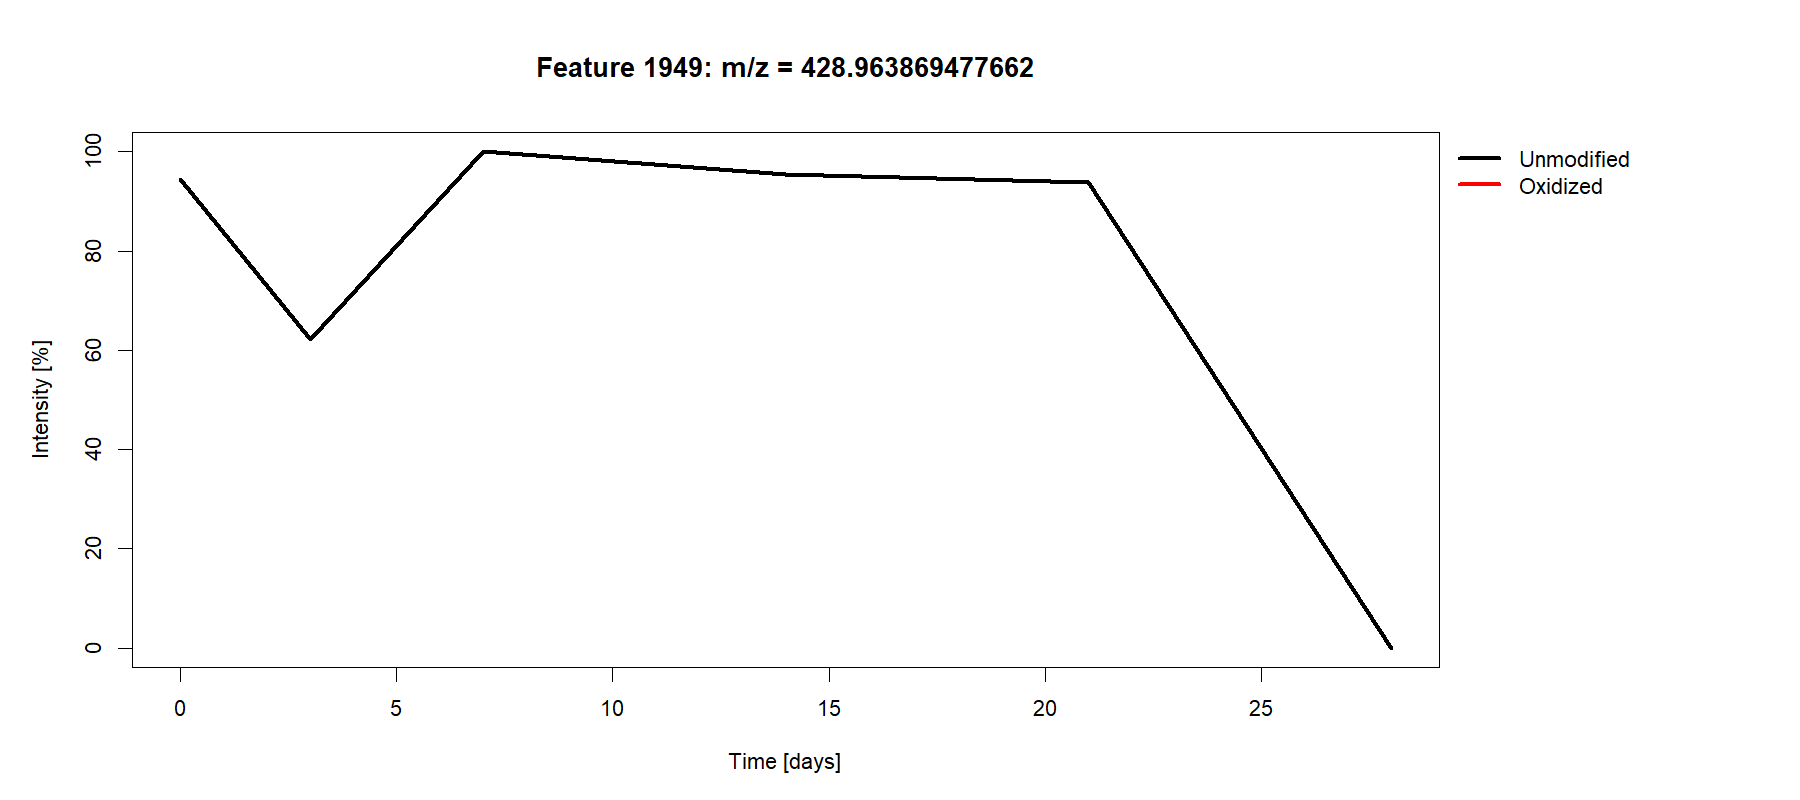 Feature 1949: m/z = 428.963869477662
Unmodified
Oxidized
Intensity [%]
100
80
60
40
20
0
0 5 10 15 20 25
Time [days]